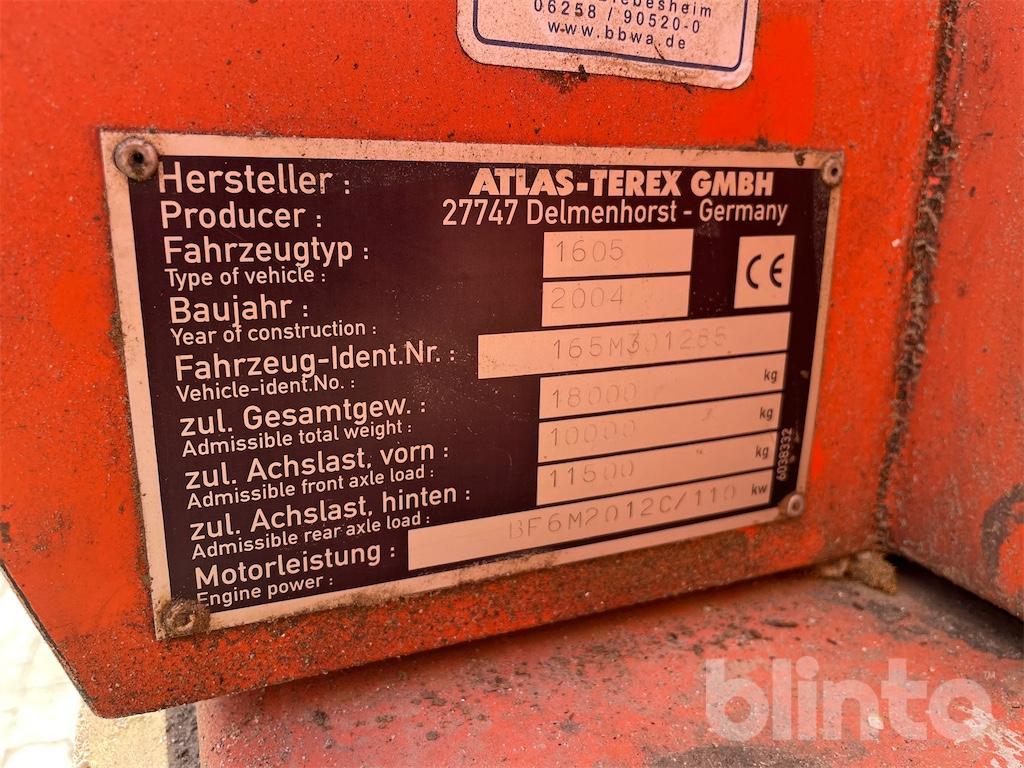 06258 / 90520-0
www.bbwa.de
Hersteller : ATLAS-TEREX GMBH
Producer : 27747 Delmenhorst - Germany
Fahrzeugtyp : 1605
Type of vehicle :
CE
Baujahr : 2004
Year of construction :
Fahrzeug-Ident.Nr. : 165M301265
Vehicle-ident.No. :
zul. Gesamtgew. : 18000 kg
Admissible total weight :
zul. Achslast, vorn : 10000 kg
Admissible front axle load :
zul. Achslast, hinten : 11500 kg
Admissible rear axle load :
Motorleistung : BF6M2012C/110 kw
Engine power :
6038332
blinto™